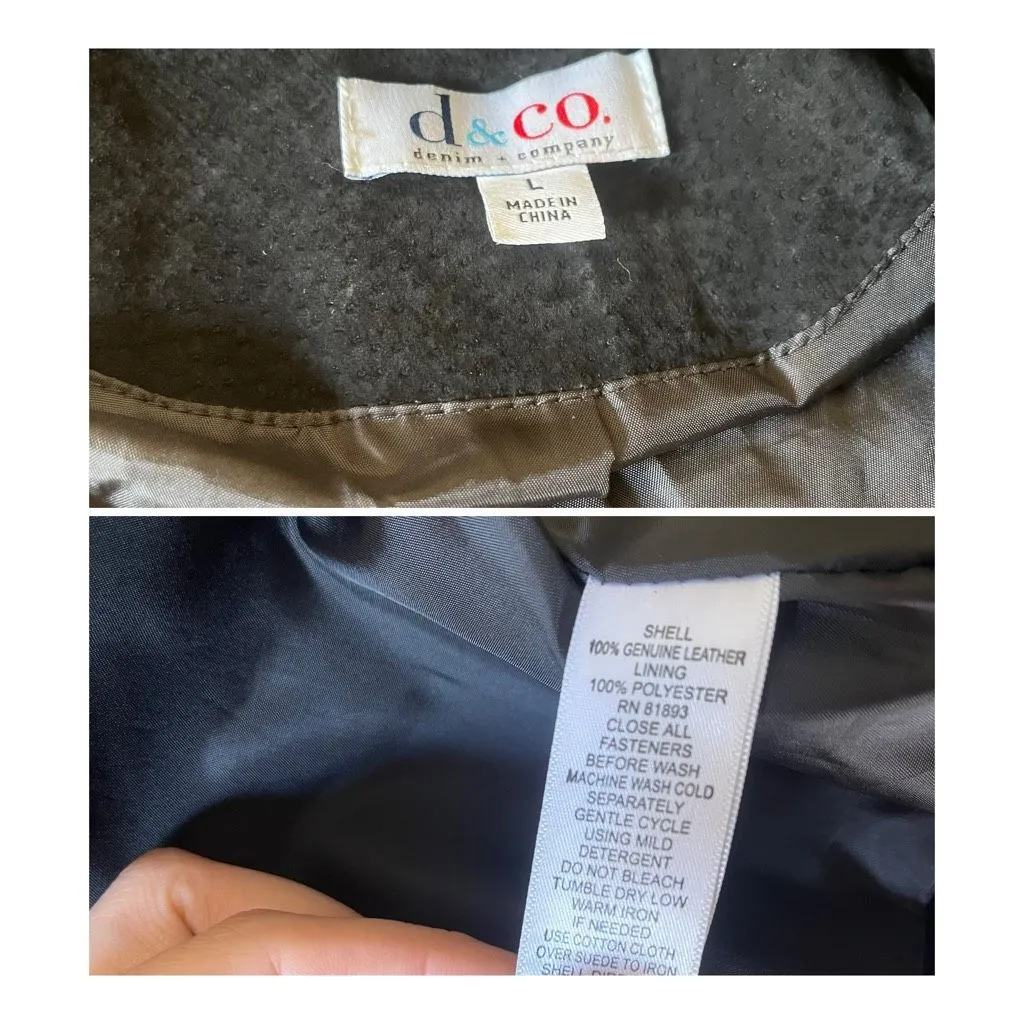 d&co.
denim + company
L
MADE IN
CHINA
SHELL
100% GENUINE LEATHER
LINING
100% POLYESTER
RN 81893
CLOSE ALL
FASTENERS
BEFORE WASH
MACHINE WASH COLD
SEPARATELY
GENTLE CYCLE
USING MILD
DETERGENT
DO NOT BLEACH
TUMBLE DRY LOW
WARM IRON
IF NEEDED
USE COTTON CLOTH
OVER SUEDE TO IRON
SHELL